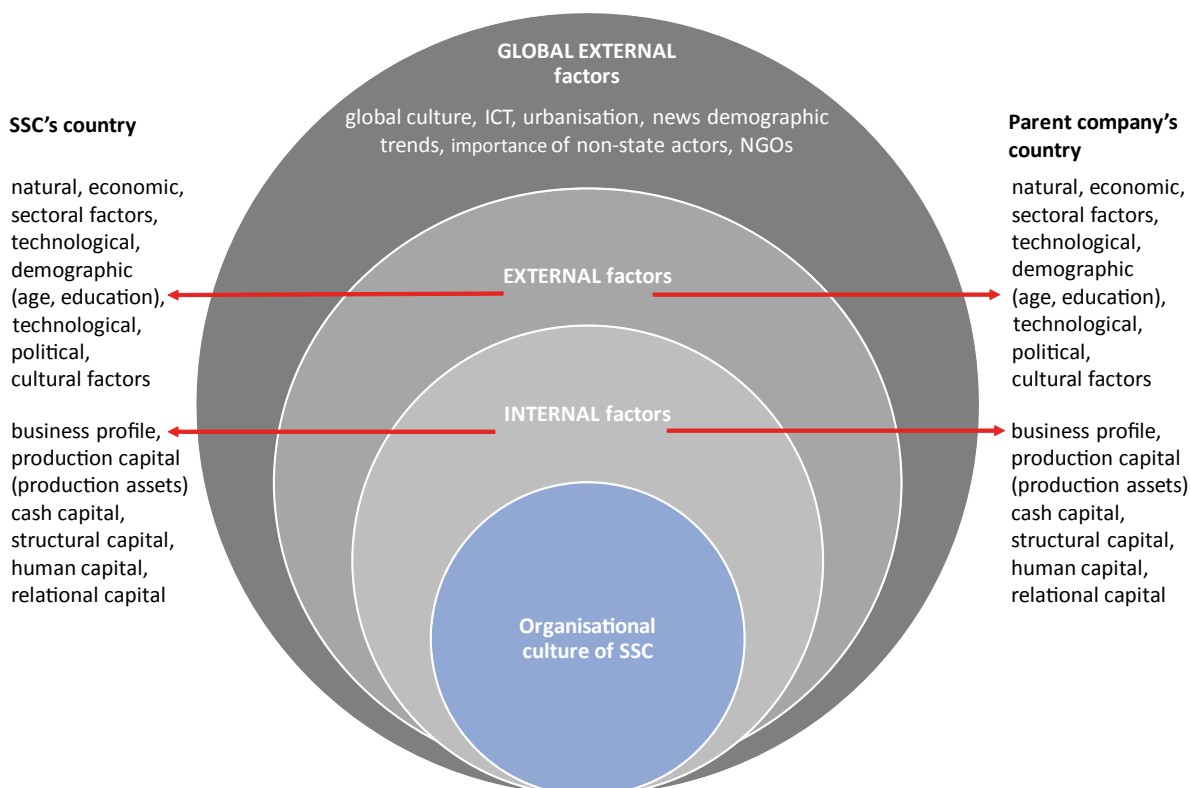 GLOBAL EXTERNAL
factors
global culture, ICT, urbanisation, news demographic
trends, importance of non-state actors, NGOs
SSC's country
natural, economic,
sectoral factors,
technological,
demographic
(age, education),
technological,
political,
cultural factors
business profile,
production capital
(production assets)
cash capital,
structural capital,
human capital,
relational capital
EXTERNAL factors
INTERNAL factors
Organisational
culture of SSC
Parent company's
country
natural, economic,
sectoral factors,
technological,
demographic
(age, education),
technological,
political,
cultural factors
business profile,
production capital
(production assets)
cash capital,
structural capital,
human capital,
relational capital